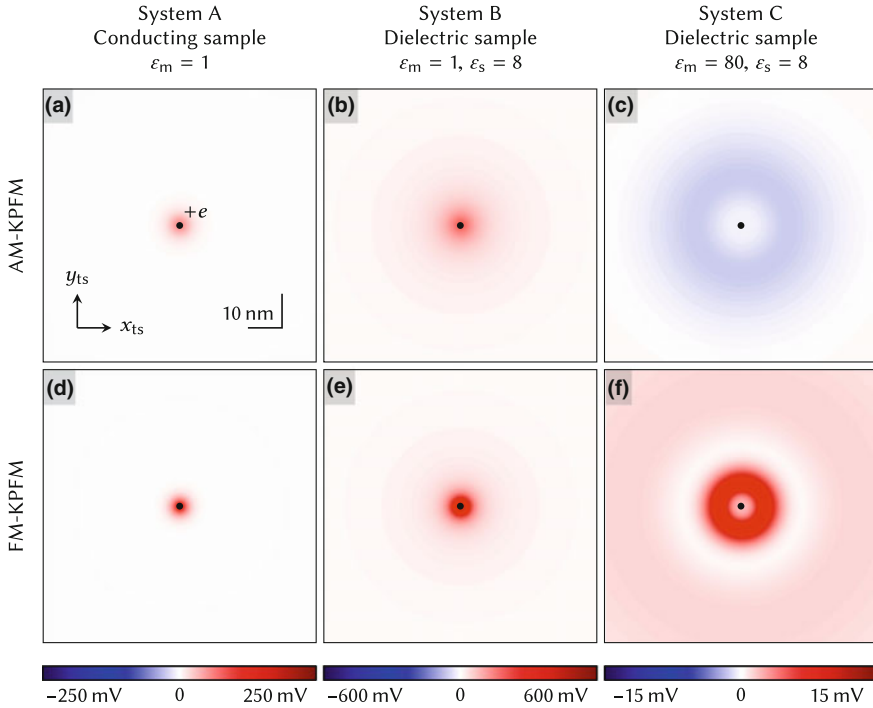 System A
Conducting sample
εm = 1
System B
Dielectric sample
εm = 1, εs = 8
System C
Dielectric sample
εm = 80, εs = 8
AM-KPFM
(a)
+e
yts
xts
10 nm
(b)
(c)
FM-KPFM
(d)
(e)
(f)
−250 mV 0 250 mV
−600 mV 0 600 mV
−15 mV 0 15 mV